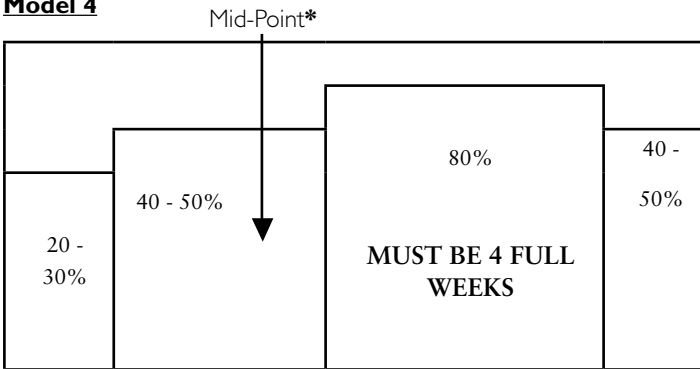 Model 4
Mid-Point*
20 -
30%
40 - 50%
80%
MUST BE 4 FULL
WEEKS
40 -
50%